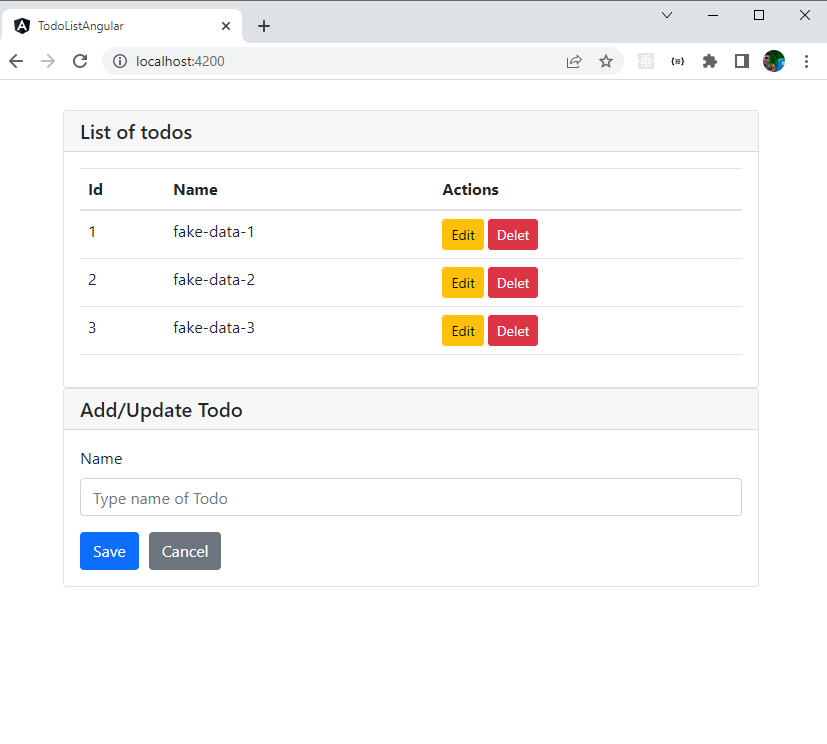 TodoListAngular
localhost:4200
List of todos
Id Name Actions
1 fake-data-1 Edit Delet
2 fake-data-2 Edit Delet
3 fake-data-3 Edit Delet
Add/Update Todo
Name
Type name of Todo
Save Cancel